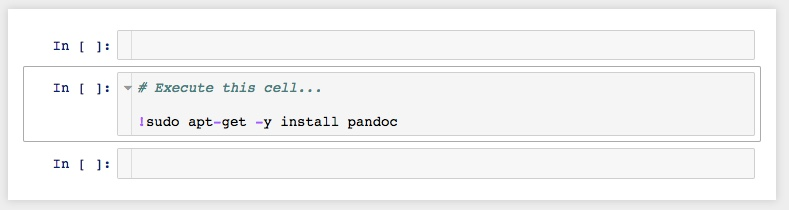 In [ ]:
In [ ]: # Execute this cell...
!sudo apt-get -y install pandoc
In [ ]: